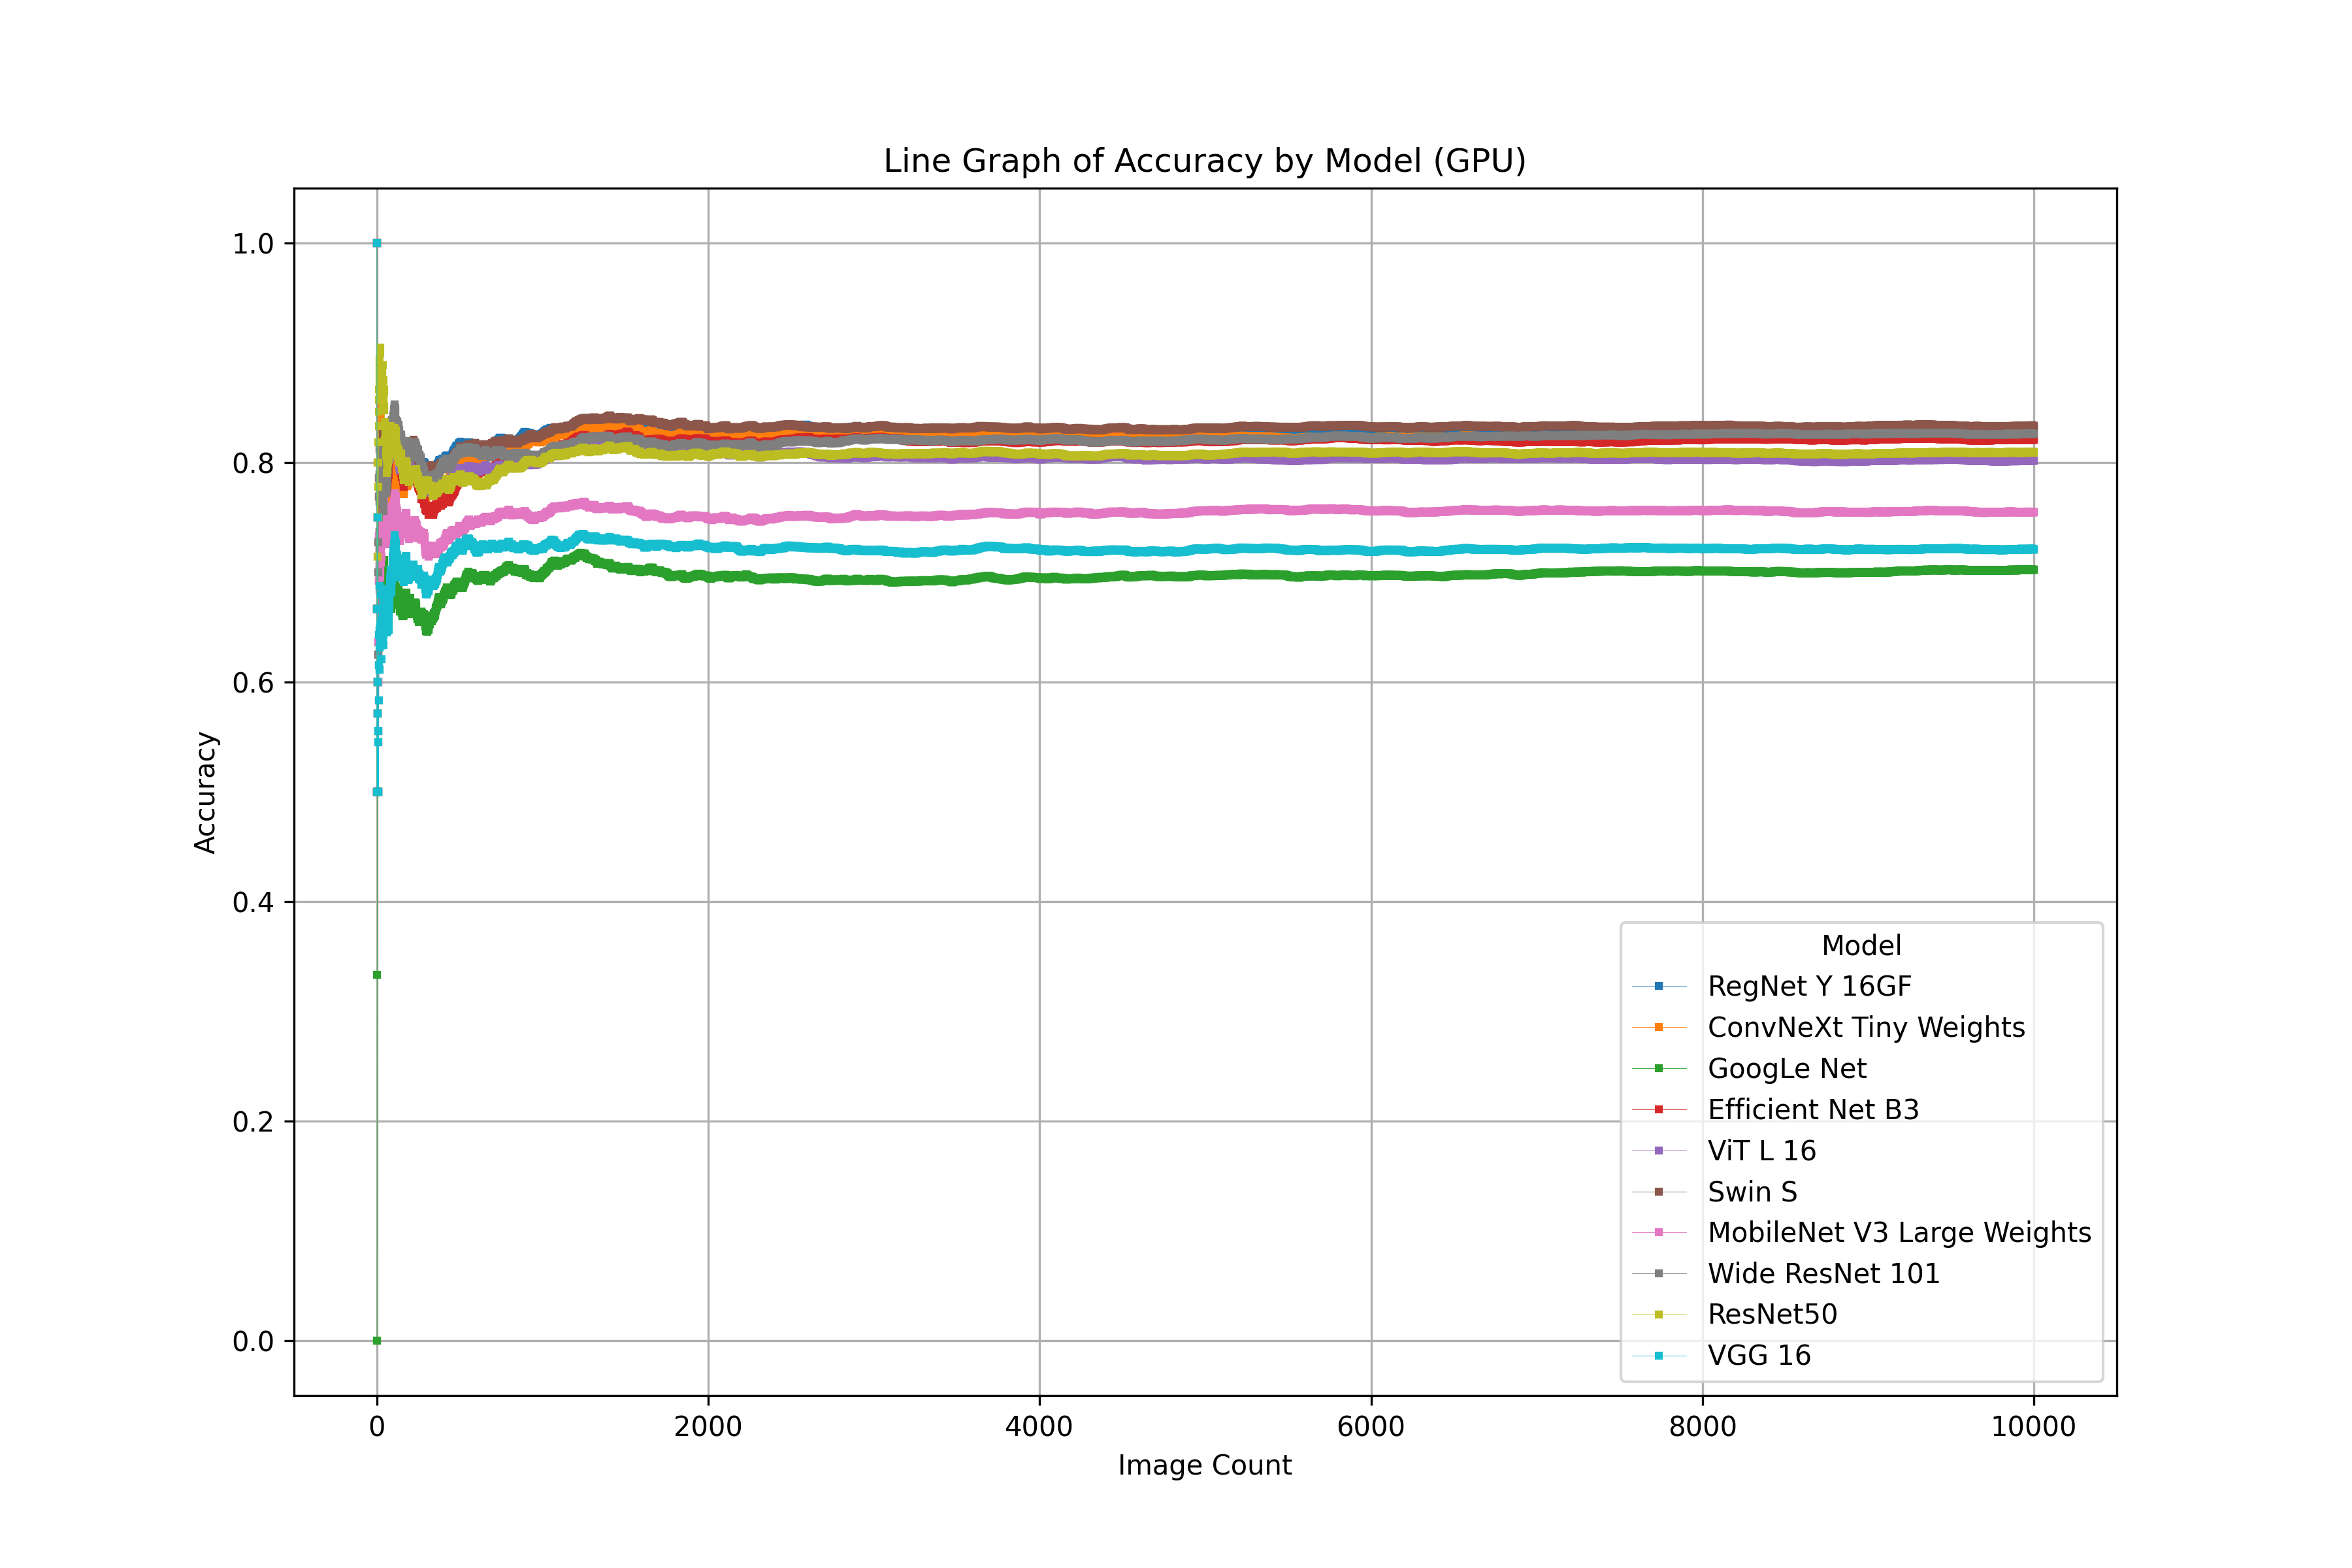 Line Graph of Accuracy by Model (GPU)
1.0
0.8
0.6
0.4
0.2
0.0
Accuracy
0 2000 4000 6000 8000 10000
Image Count
Model
RegNet Y 16GF
ConvNeXt Tiny Weights
GoogLe Net
Efficient Net B3
ViT L 16
Swin S
MobileNet V3 Large Weights
Wide ResNet 101
ResNet50
VGG 16